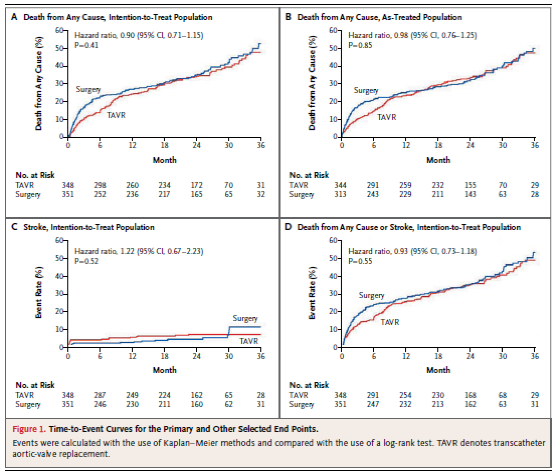 A Death from Any Cause, Intention-to-Treat Population
Death from Any Cause (%)
60
50
40
30
20
10
0
Hazard ratio, 0.90 (95% CI, 0.71–1.15)
P=0.41
Surgery
TAVR
0 6 12 18 24 30 36
Month
No. at Risk
TAVR 348 298 260 234 172 70 31
Surgery 351 252 236 217 165 65 32
B Death from Any Cause, As-Treated Population
Death from Any Cause (%)
60
50
40
30
20
10
0
Hazard ratio, 0.98 (95% CI, 0.76–1.25)
P=0.85
Surgery
TAVR
0 6 12 18 24 30 36
Month
No. at Risk
TAVR 344 291 259 232 155 70 29
Surgery 313 243 229 211 143 63 28
C Stroke, Intention-to-Treat Population
Event Rate (%)
60
50
40
30
20
10
0
Hazard ratio, 1.22 (95% CI, 0.67–2.23)
P=0.52
Surgery
TAVR
0 6 12 18 24 30 36
Month
No. at Risk
TAVR 348 287 249 224 162 65 28
Surgery 351 246 230 211 160 62 31
D Death from Any Cause or Stroke, Intention-to-Treat Population
Event Rate (%)
60
50
40
30
20
10
0
Hazard ratio, 0.93 (95% CI, 0.73–1.18)
P=0.55
Surgery
TAVR
0 6 12 18 24 30 36
Month
No. at Risk
TAVR 348 291 254 230 168 68 29
Surgery 351 247 232 213 162 63 31
Figure 1. Time-to-Event Curves for the Primary and Other Selected End Points.
Events were calculated with the use of Kaplan–Meier methods and compared with the use of a log-rank test. TAVR denotes transcatheter
aortic-valve replacement.